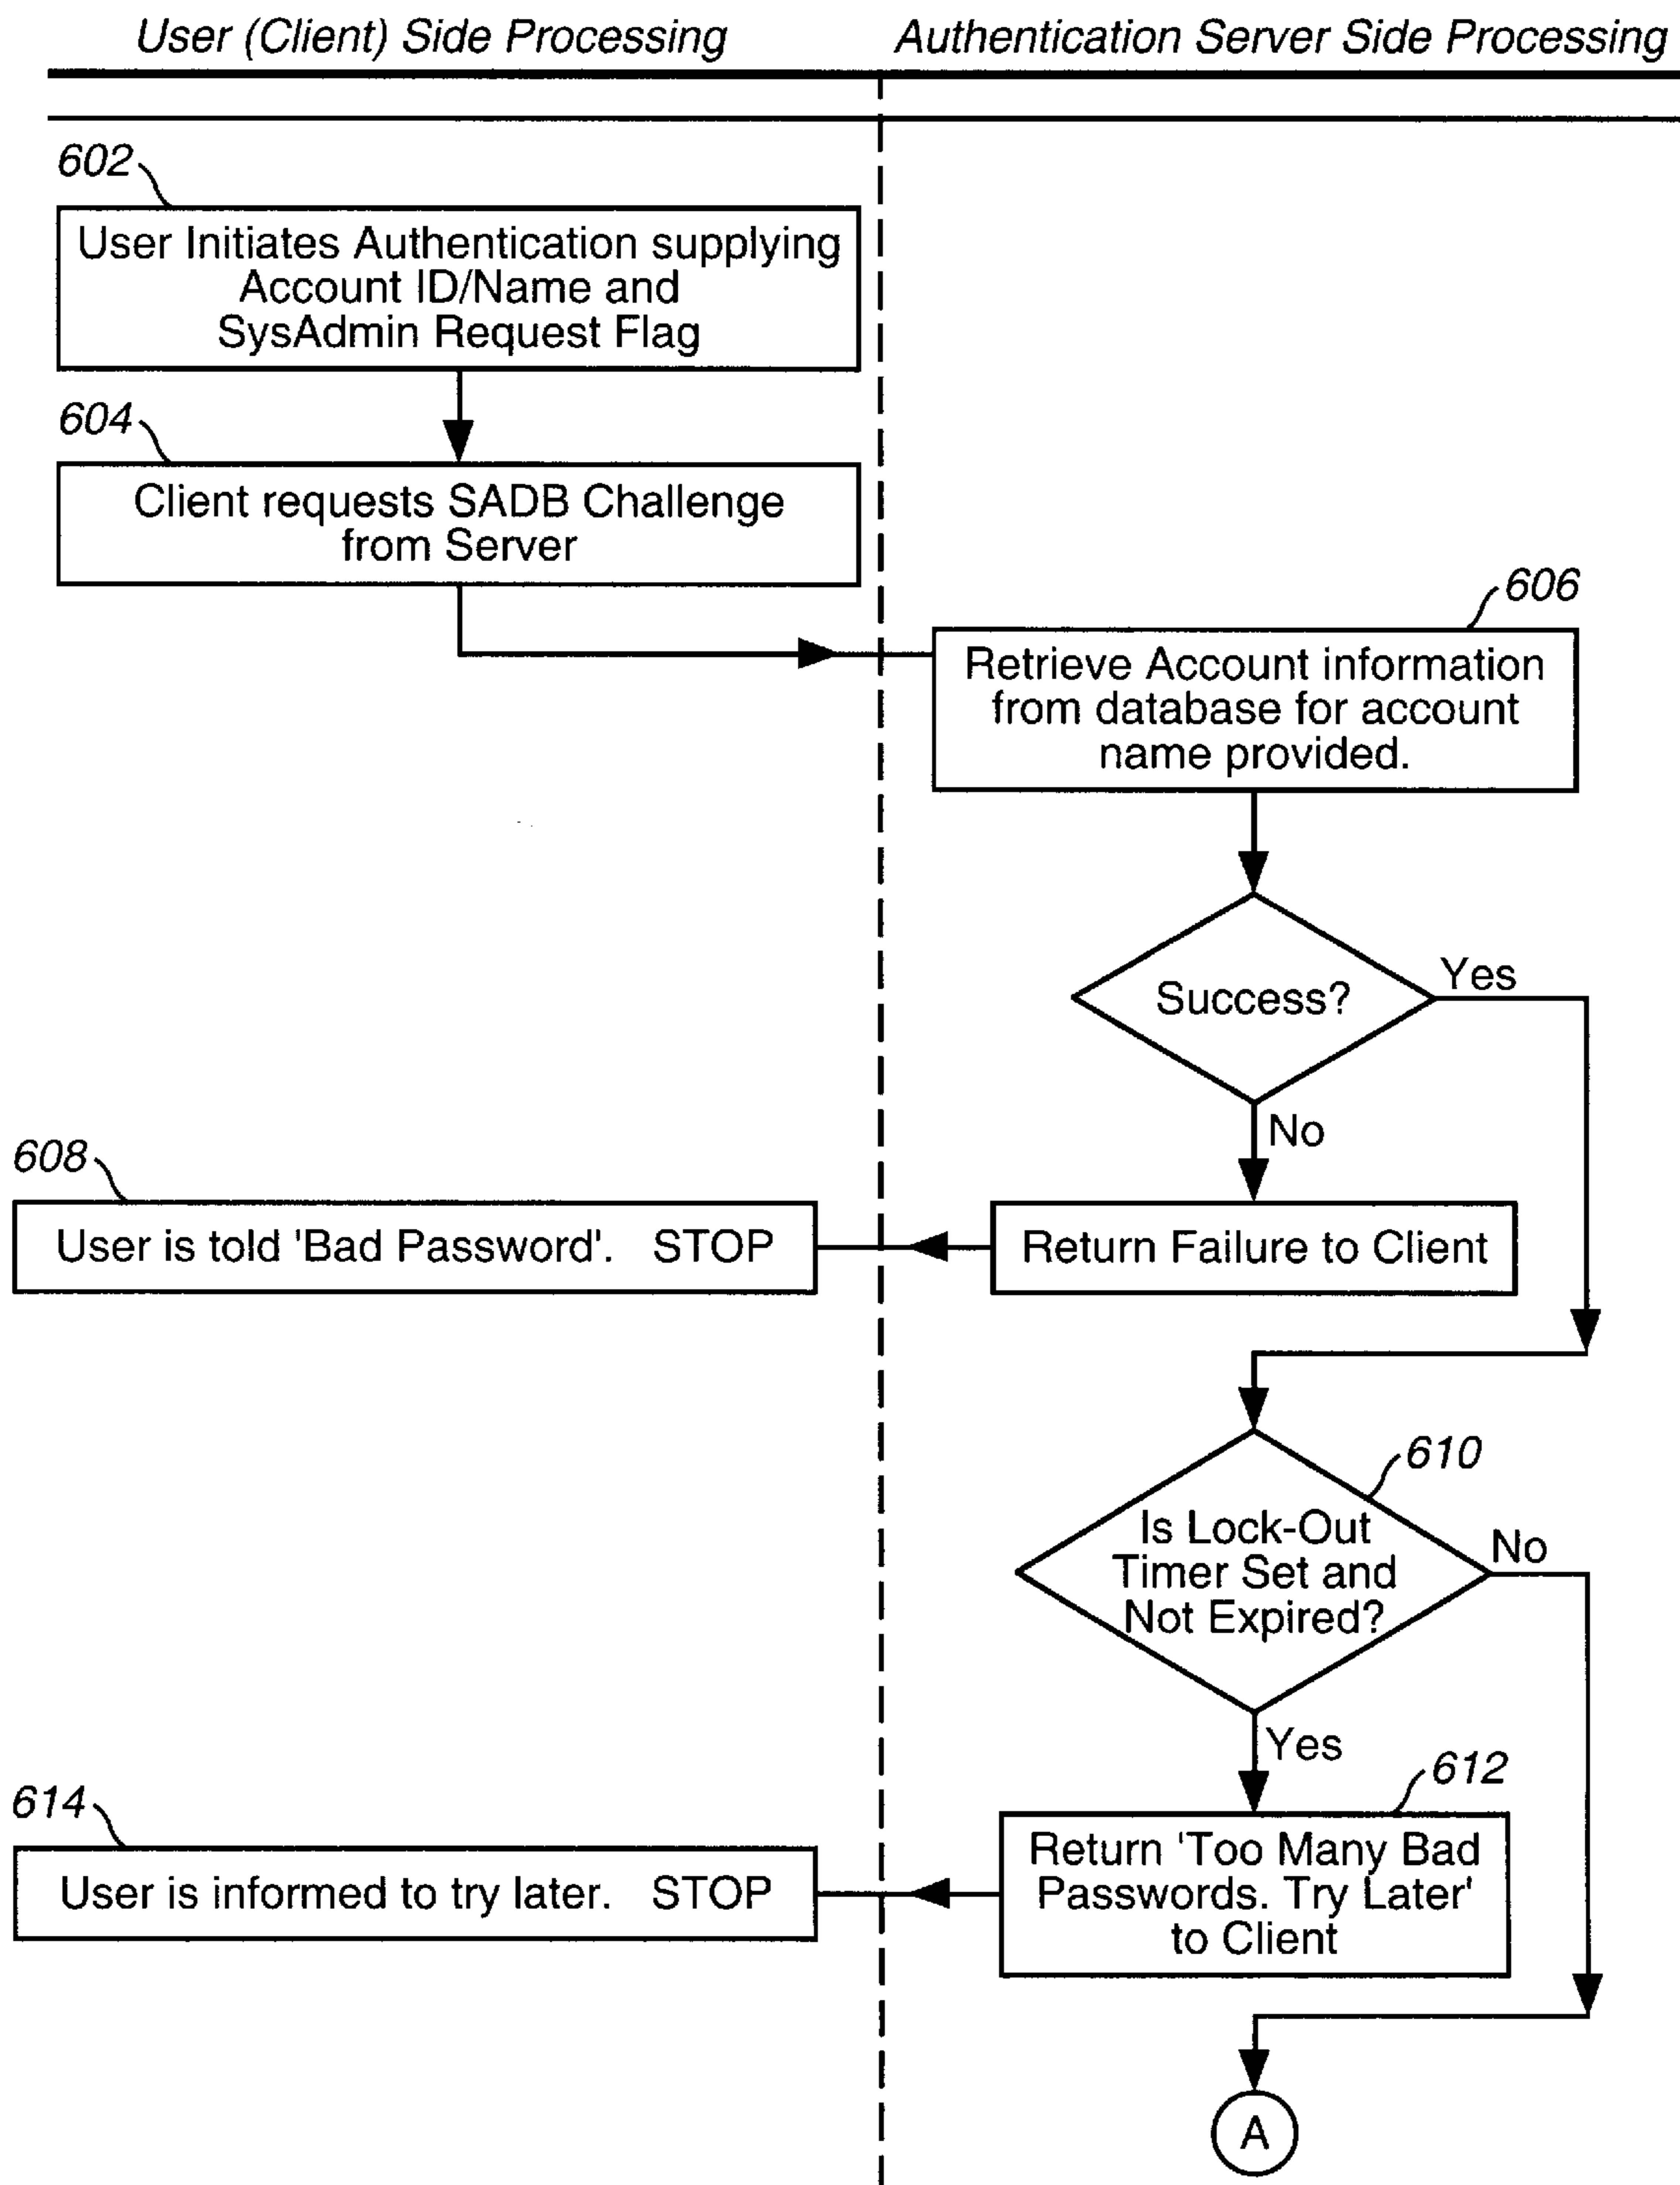 User (Client) Side Processing
Authentication Server Side Processing
602
User Initiates Authentication supplying
Account ID/Name and
SysAdmin Request Flag
604
Client requests SADB Challenge
from Server
606
Retrieve Account information
from database for account
name provided.
Success?
Yes
No
608
User is told 'Bad Password'. STOP
Return Failure to Client
610
Is Lock-Out
Timer Set and
Not Expired?
No
Yes
612
614
Return 'Too Many Bad
Passwords. Try Later'
to Client
User is informed to try later. STOP
A